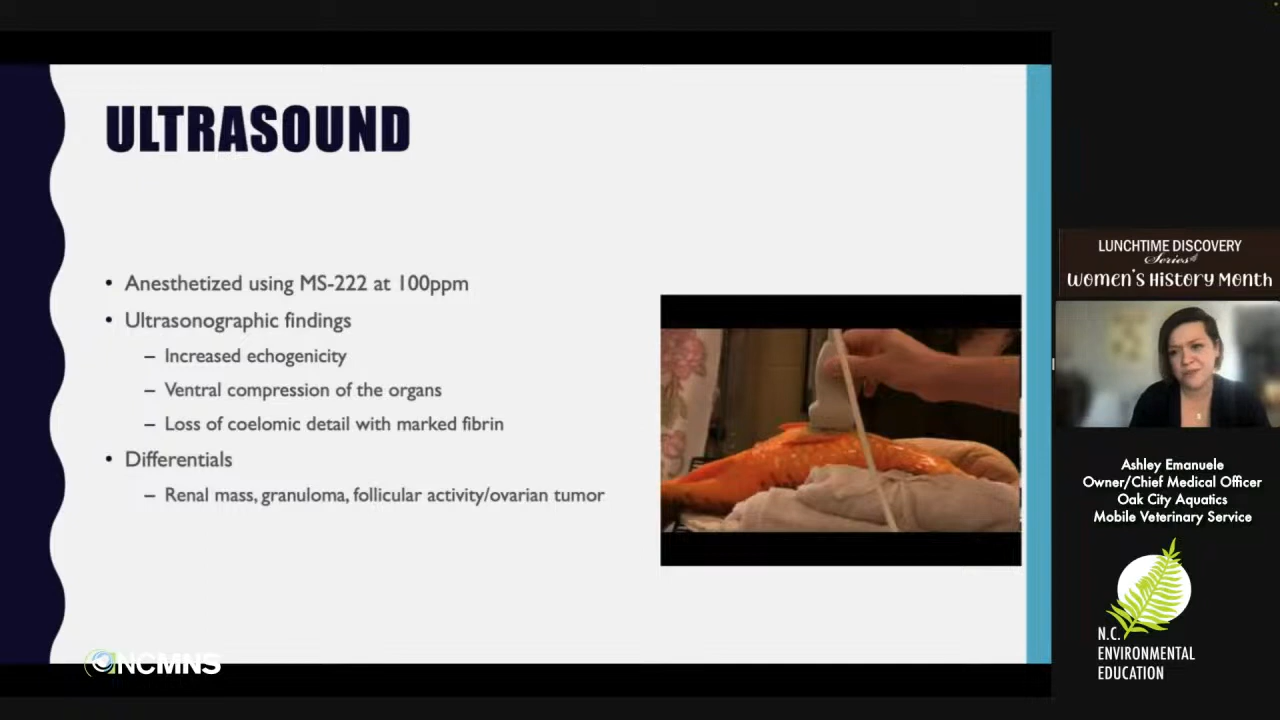 ULTRASOUND
• Anesthetized using MS-222 at 100ppm
• Ultrasonographic findings
– Increased echogenicity
– Ventral compression of the organs
– Loss of coelomic detail with marked fibrin
• Differentials
– Renal mass, granuloma, follicular activity/ovarian tumor
NCMNS
LUNCHTIME DISCOVERY
Series
Women's History Month
Ashley Emanuele
Owner/Chief Medical Officer
Oak City Aquatics
Mobile Veterinary Service
N.C.
ENVIRONMENTAL
EDUCATION